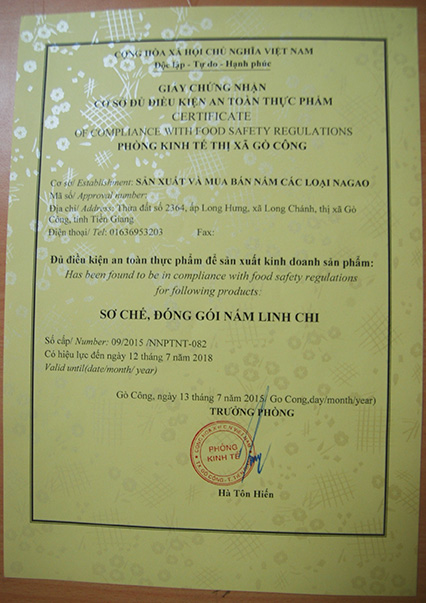 CỘNG HÒA XÃ HỘI CHỦ NGHĨA VIỆT NAM
Độc lập - Tự do - Hạnh phúc
GIẤY CHỨNG NHẬN
CƠ SỞ ĐỦ ĐIỀU KIỆN AN TOÀN THỰC PHẨM
CERTIFICATE
OF COMPLIANCE WITH FOOD SAFETY REGULATIONS
PHÒNG KINH TẾ THỊ XÃ GÒ CÔNG
Cơ sở/ Establishment: SẢN XUẤT VÀ MUA BÁN NẤM CÁC LOẠI NAGAO
Mã số/ Approval number:
Địa chỉ/ Address: Thửa đất số 2364, ấp Long Hưng, xã Long Chánh, thị xã Gò
Công, tỉnh Tiền Giang
Điện thoại/ Tel: 01636953203 Fax:
Đủ điều kiện an toàn thực phẩm để sản xuất kinh doanh sản phẩm:
Has been found to be in compliance with food safety regulations
for following products:
SƠ CHẾ, ĐÓNG GÓI NẤM LINH CHI
Số cấp/ Number: 09/2015 /NNPTNT-082
Có hiệu lực đến ngày 12 tháng 7 năm 2018
Valid until(date/month/ year)
Gò Công, ngày 13 tháng 7 năm 2015/ Go Cong,day/month/year)
TRƯỞNG PHÒNG
PHÒNG
KINH TẾ
Hà Tôn Hiến